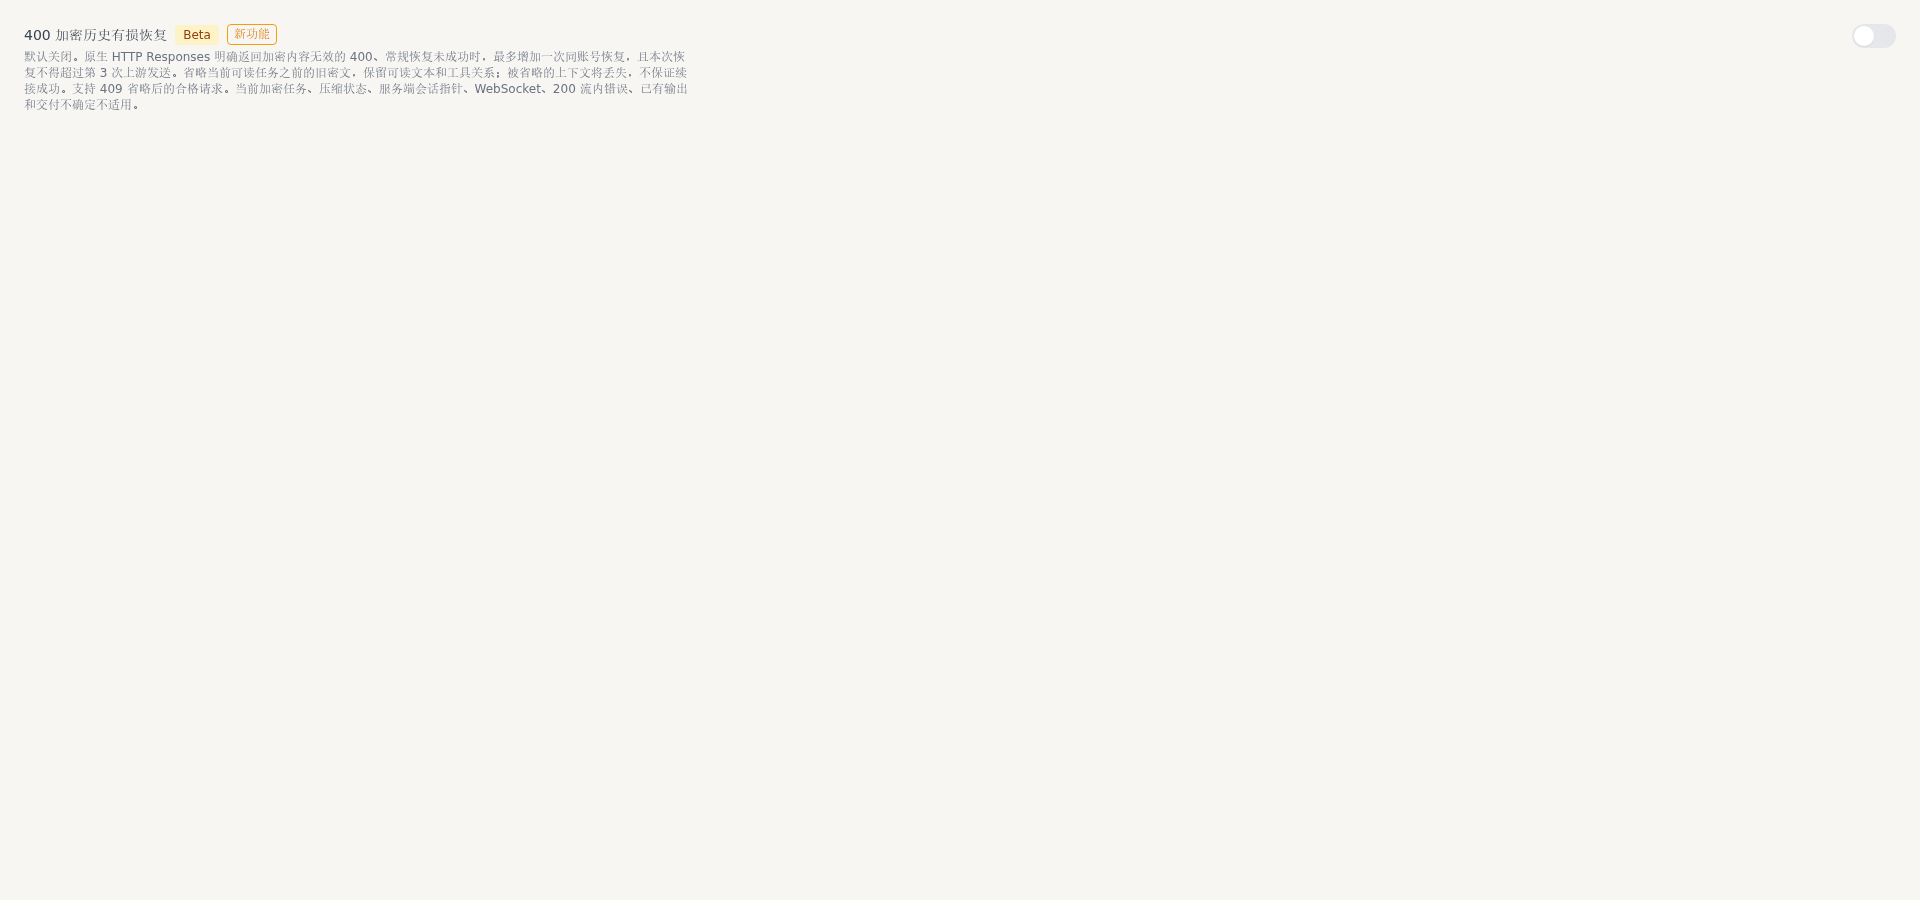 400 加密历史有损恢复 Beta 新功能
默认关闭。原生 HTTP Responses 明确返回加密内容无效的 400、常规恢复未成功时，最多增加一次同账号恢复，且本次恢
复不得超过第 3 次上游发送。省略当前可读任务之前的旧密文，保留可读文本和工具关系；被省略的上下文将丢失，不保证续
接成功。支持 409 省略后的合格请求。当前加密任务、压缩状态、服务端会话指针、WebSocket、200 流内错误、已有输出
和交付不确定不适用。